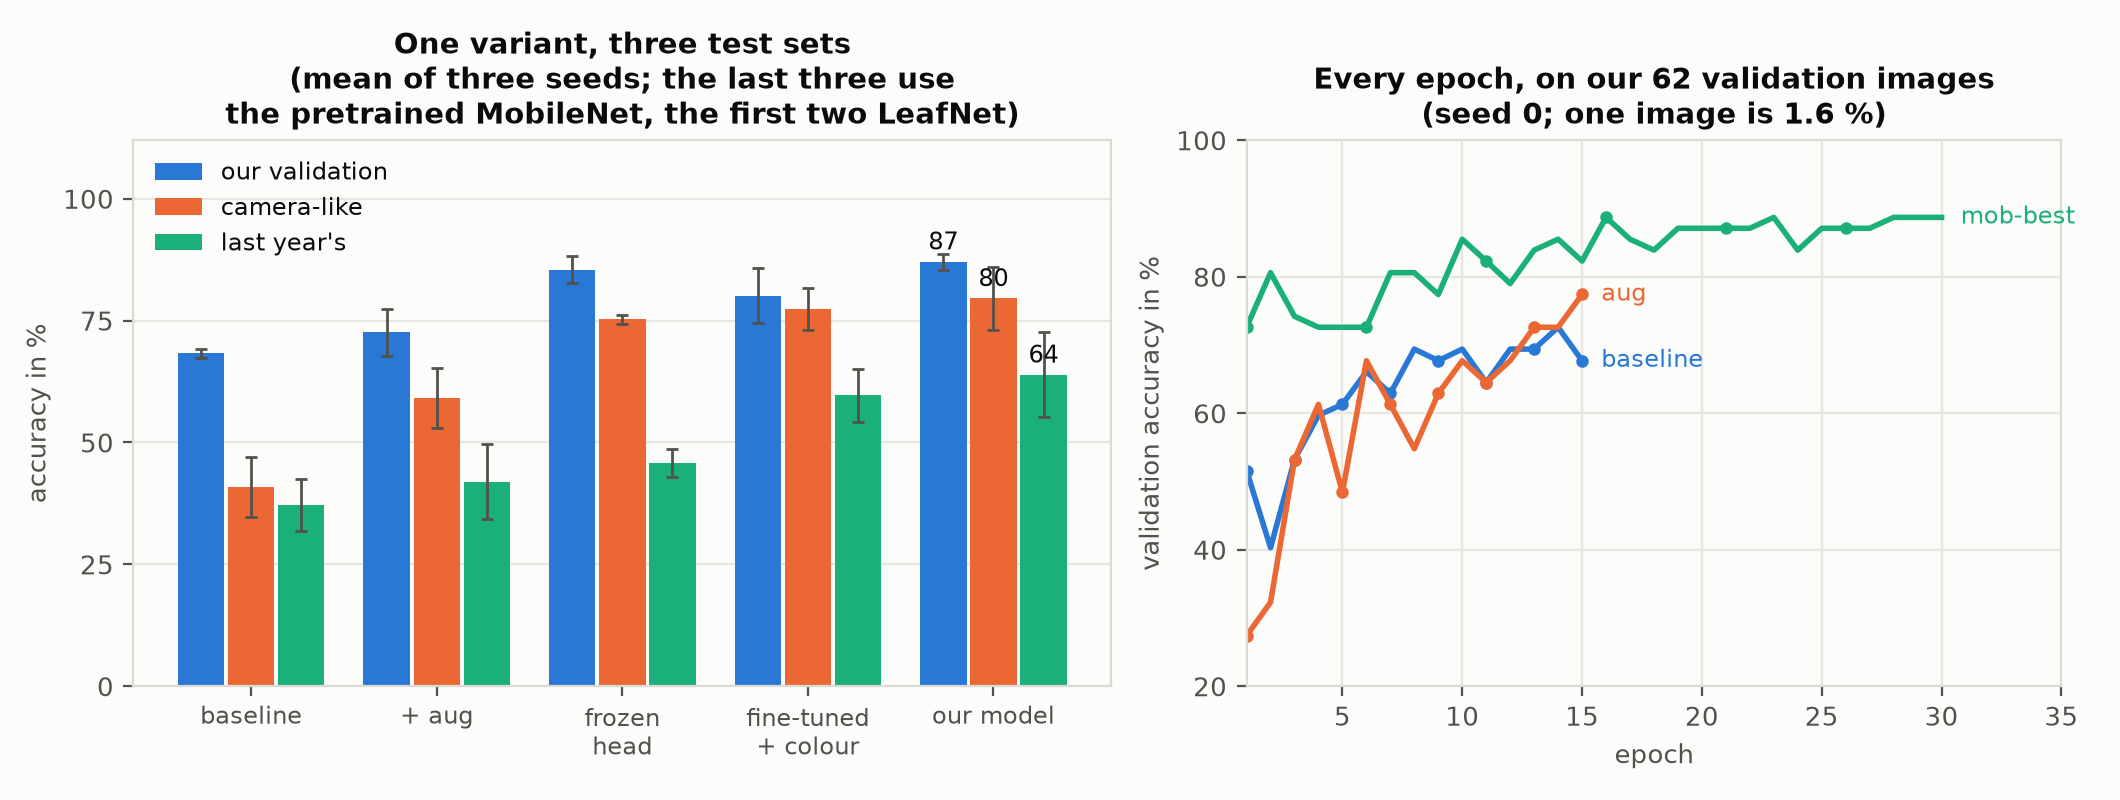 One variant, three test sets
(mean of three seeds; the last three use
the pretrained MobileNet, the first two LeafNet)
our validation
camera-like
last year's
accuracy in %
100
75
50
25
0
87
80
64
baseline
+ aug
frozen
head
fine-tuned
+ colour
our model
Every epoch, on our 62 validation images
(seed 0; one image is 1.6 %)
validation accuracy in %
100
80
60
40
20
mob-best
aug
baseline
5
10
15
20
25
30
35
epoch